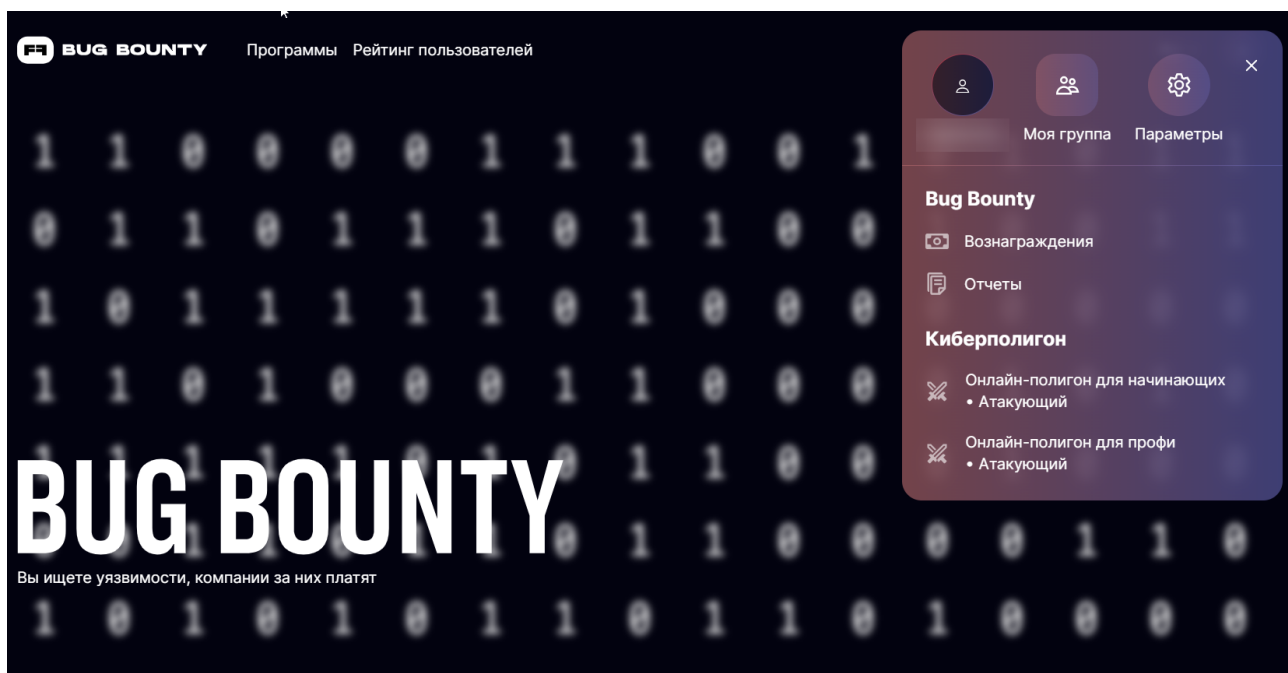 BUG BOUNTY
Программы Рейтинг пользователей
Моя группа Параметры
Bug Bounty
Вознаграждения
Отчеты
Киберполигон
Онлайн-полигон для начинающих
• Атакующий
Онлайн-полигон для профи
• Атакующий
BUG BOUNTY
Вы ищете уязвимости, компании за них платят